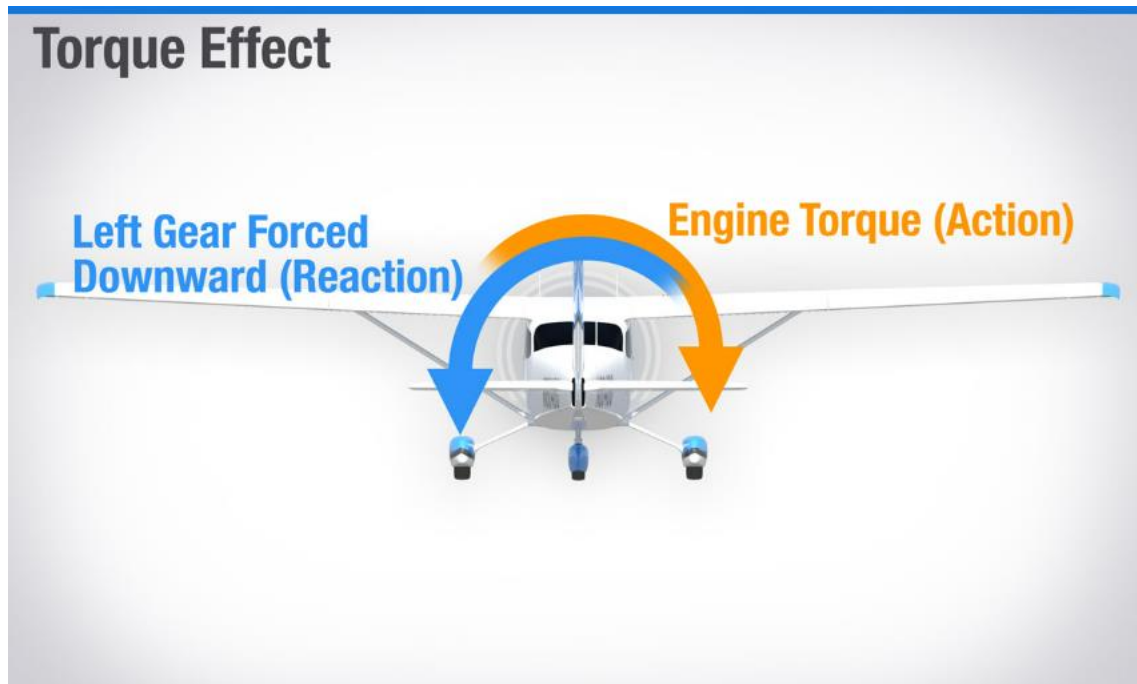 Torque Effect
Left Gear Forced
Downward (Reaction)
Engine Torque (Action)